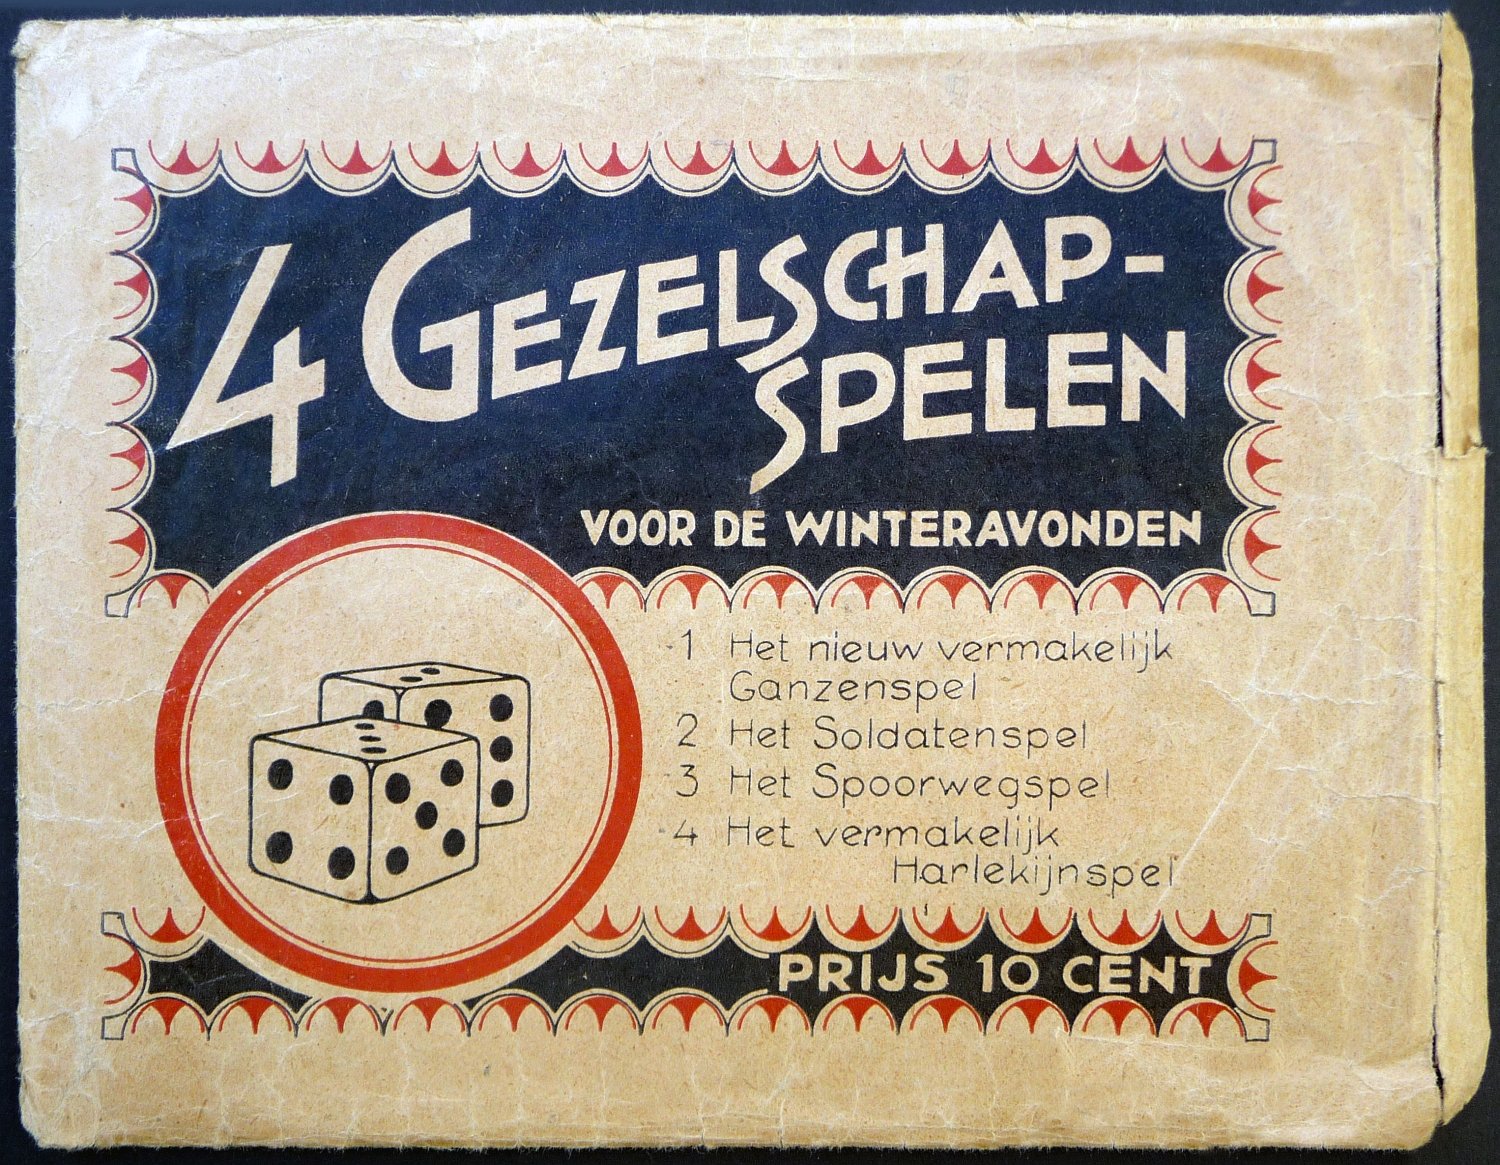 4 GEZELSCHAP-
SPELEN
VOOR DE WINTERAVONDEN
1 Het nieuw vermakelijk
Ganzenspel
2 Het Soldatenspel
3 Het Spoorwegspel
4 Het vermakelijk
Harlekijnspel
PRIJS 10 CENT